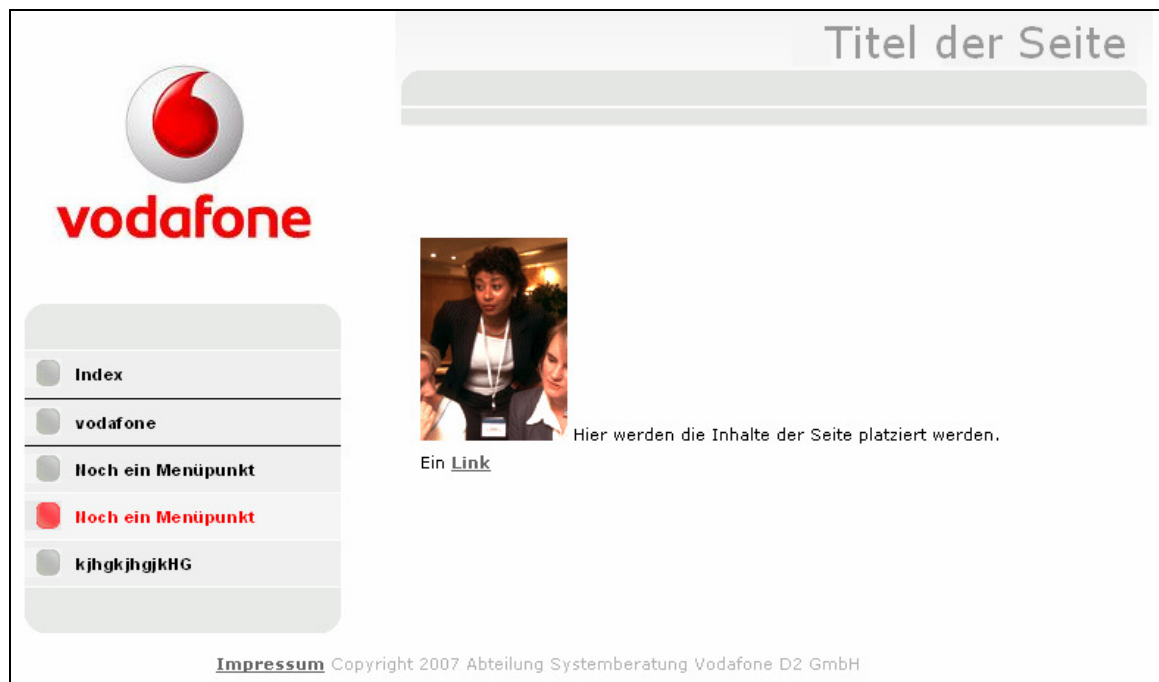 Titel der Seite
vodafone
Index
vodafone
Noch ein Menüpunkt
Noch ein Menüpunkt
kjhgkjhgjkHG
Hier werden die Inhalte der Seite platziert werden.
Ein Link
Impressum Copyright 2007 Abteilung Systemberatung Vodafone D2 GmbH